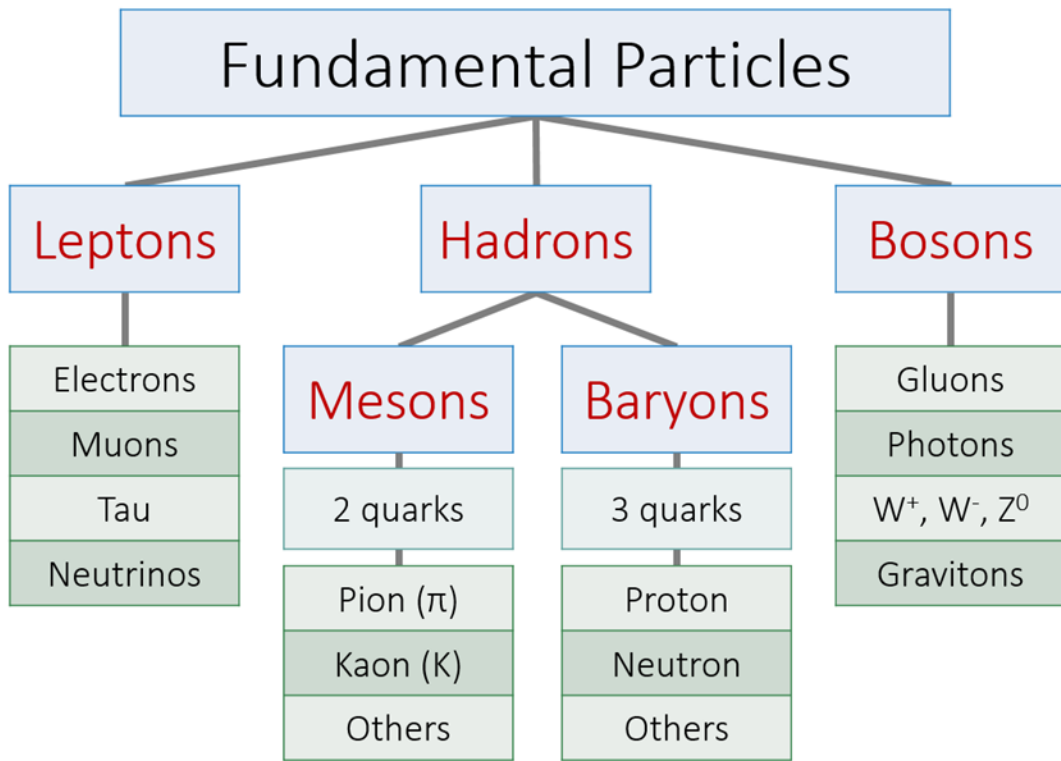 Fundamental Particles
Leptons
Hadrons
Bosons
Electrons
Muons
Tau
Neutrinos
Mesons
2 quarks
Pion (π)
Kaon (K)
Others
Baryons
3 quarks
Proton
Neutron
Others
Gluons
Photons
W⁺, W⁻, Z⁰
Gravitons